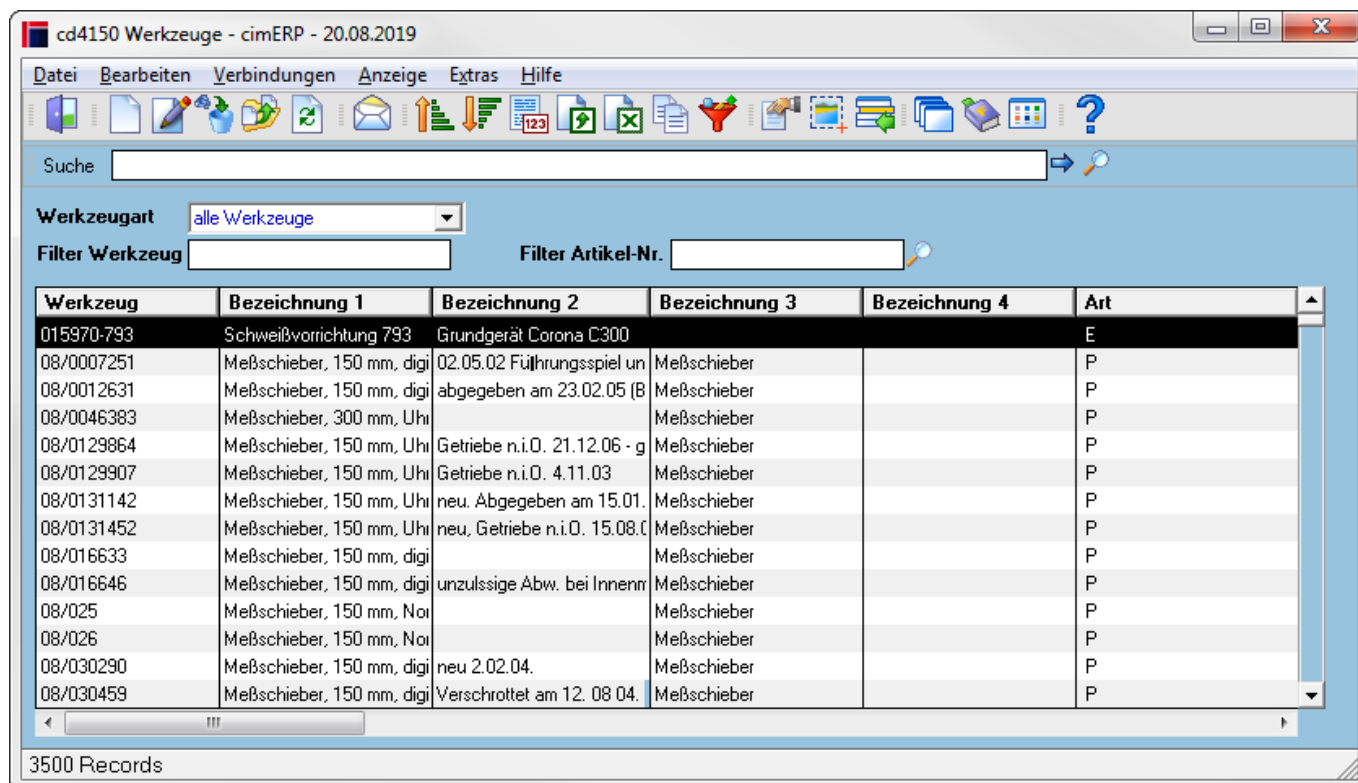 cd4150 Werkzeuge - cimERP - 20.08.2019
Datei Bearbeiten Verbindungen Anzeige Extras Hilfe
123
Suche
Werkzeugart alle Werkzeuge
Filter Werkzeug Filter Artikel-Nr.
Werkzeug Bezeichnung 1 Bezeichnung 2 Bezeichnung 3 Bezeichnung 4 Art
015970-793 Schweißvorrichtung 793 Grundgerät Corona C300 E
08/0007251 Meßschieber, 150 mm, digi 02.05.02 Fülhrungsspiel un Meßschieber P
08/0012631 Meßschieber, 150 mm, digi abgegeben am 23.02.05 (B Meßschieber P
08/0046383 Meßschieber, 300 mm, Uhr Meßschieber P
08/0129864 Meßschieber, 150 mm, Uhr Getriebe n.i.O. 21.12.06 - g Meßschieber P
08/0129907 Meßschieber, 150 mm, Uhr Getriebe n.i.O. 4.11.03 Meßschieber P
08/0131142 Meßschieber, 150 mm, Uhr neu. Abgegeben am 15.01. Meßschieber P
08/0131452 Meßschieber, 150 mm, Uhr neu, Getriebe n.i.O. 15.08.0 Meßschieber P
08/016633 Meßschieber, 150 mm, digi Meßschieber P
08/016646 Meßschieber, 150 mm, digi unzulssige Abw. bei Innenm Meßschieber P
08/025 Meßschieber, 150 mm, Non Meßschieber P
08/026 Meßschieber, 150 mm, Non Meßschieber P
08/030290 Meßschieber, 150 mm, digi neu 2.02.04. Meßschieber P
08/030459 Meßschieber, 150 mm, digi Verschrottet am 12. 08 04. Meßschieber P
3500 Records